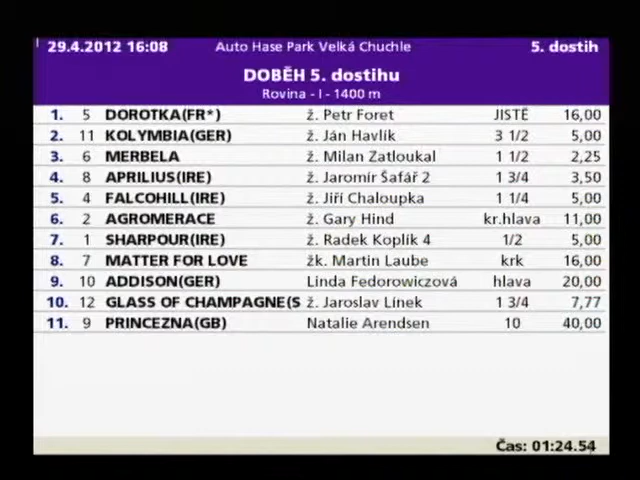 29.4.2012 16:08 Auto Hase Park Velká Chuchle 5. dostih
DOBĚH 5. dostihu
Rovina - I - 1400 m
1. 5 DOROTKA(FR*) ž. Petr Foret JISTĚ 16,00
2. 11 KOLYMBIA(GER) ž. Ján Havlík 3 1/2 5,00
3. 6 MERBELA ž. Milan Zatloukal 1 1/2 2,25
4. 8 APRILIUS(IRE) ž. Jaromír Šafář 2 1 3/4 3,50
5. 4 FALCOHILL(IRE) ž. Jiří Chaloupka 1 1/4 5,00
6. 2 AGROMERACE ž. Gary Hind kr.hlava 11,00
7. 1 SHARPOUR(IRE) ž. Radek Koplík 4 1/2 5,00
8. 7 MATTER FOR LOVE žk. Martin Laube krk 16,00
9. 10 ADDISON(GER) Linda Fedorowiczová hlava 20,00
10. 12 GLASS OF CHAMPAGNE(S ž. Jaroslav Línek 1 3/4 7,77
11. 9 PRINCEZNA(GB) Natalie Arendsen 10 40,00
Čas: 01:24.54